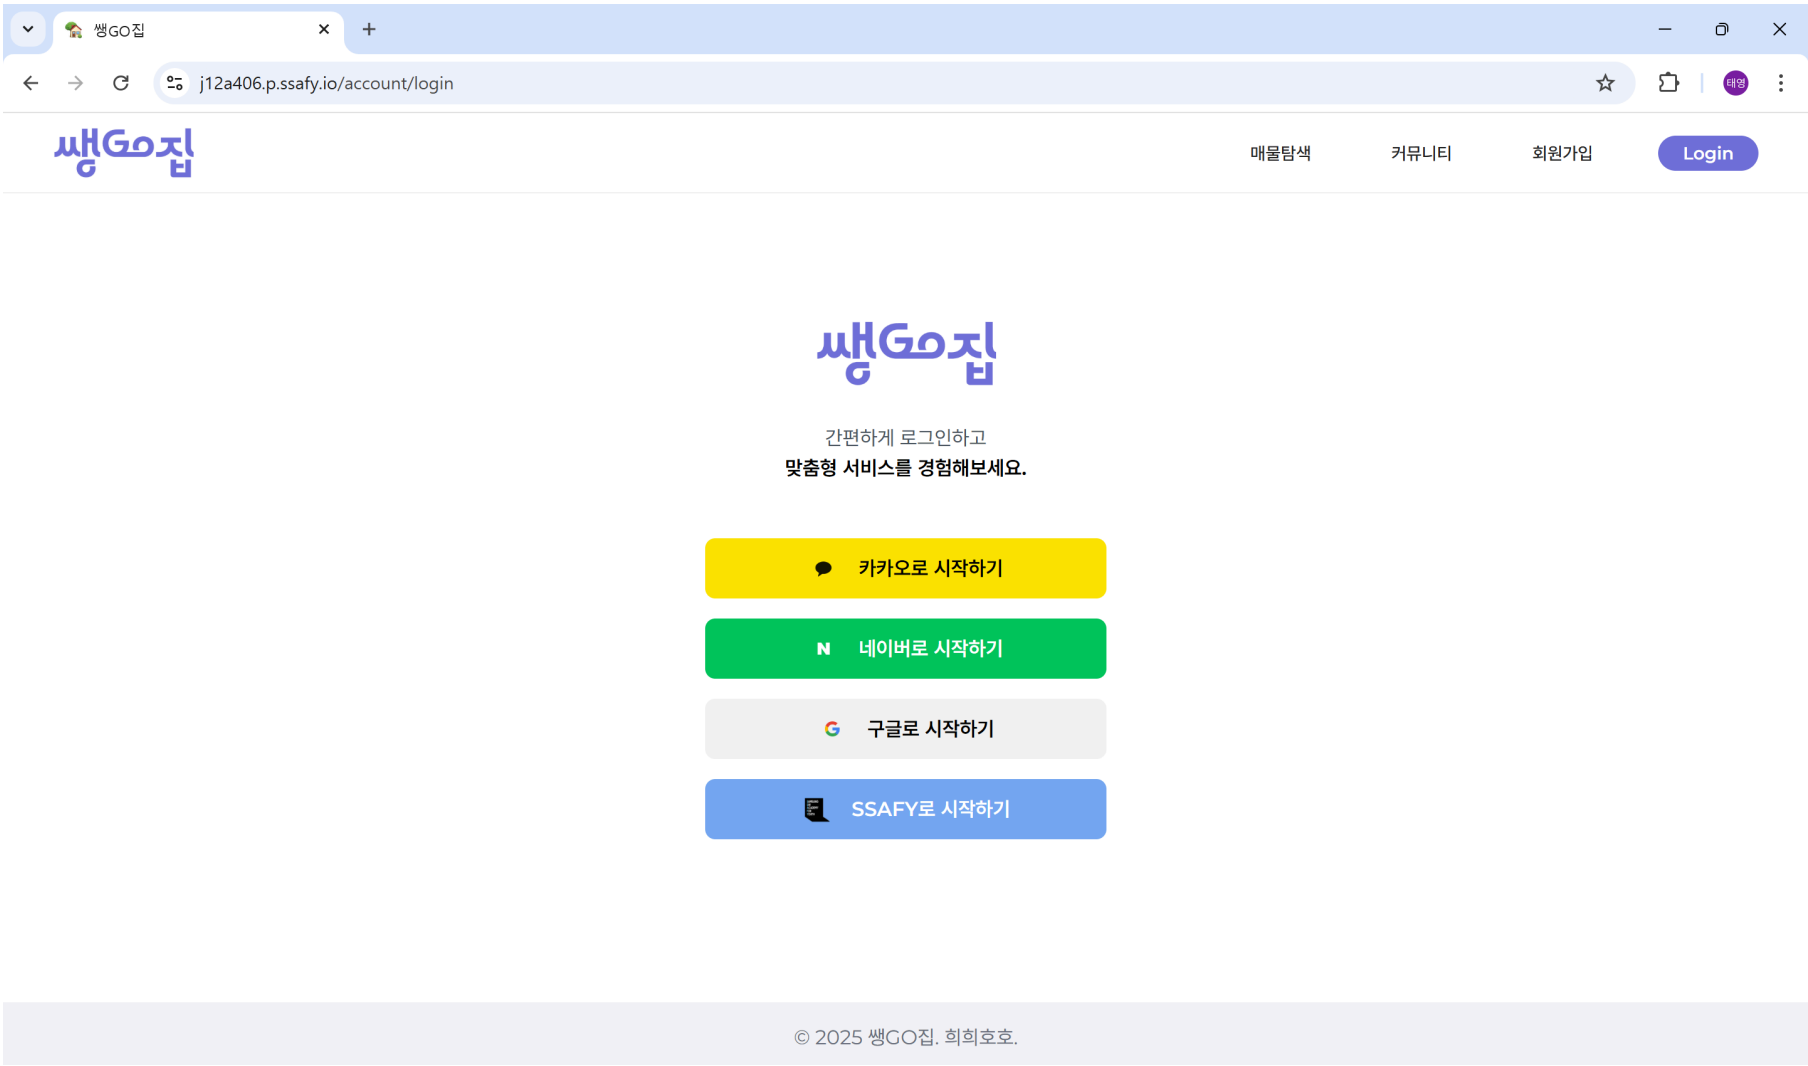 쌩GO집
j12a406.p.ssafy.io/account/login
태영
쌩GO집
매물탐색
커뮤니티
회원가입
Login
쌩GO집
간편하게 로그인하고
맞춤형 서비스를 경험해보세요.
카카오로 시작하기
N 네이버로 시작하기
G 구글로 시작하기
SSAFY로 시작하기
© 2025 쌩GO집. 희희호호.